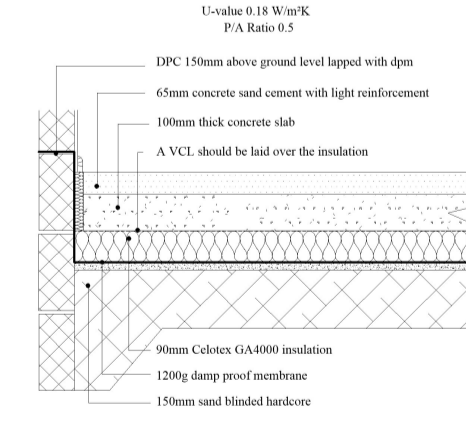 U-value 0.18 W/m²K
P/A Ratio 0.5
DPC 150mm above ground level lapped with dpm
65mm concrete sand cement with light reinforcement
100mm thick concrete slab
A VCL should be laid over the insulation
90mm Celotex GA4000 insulation
1200g damp proof membrane
150mm sand blinded hardcore